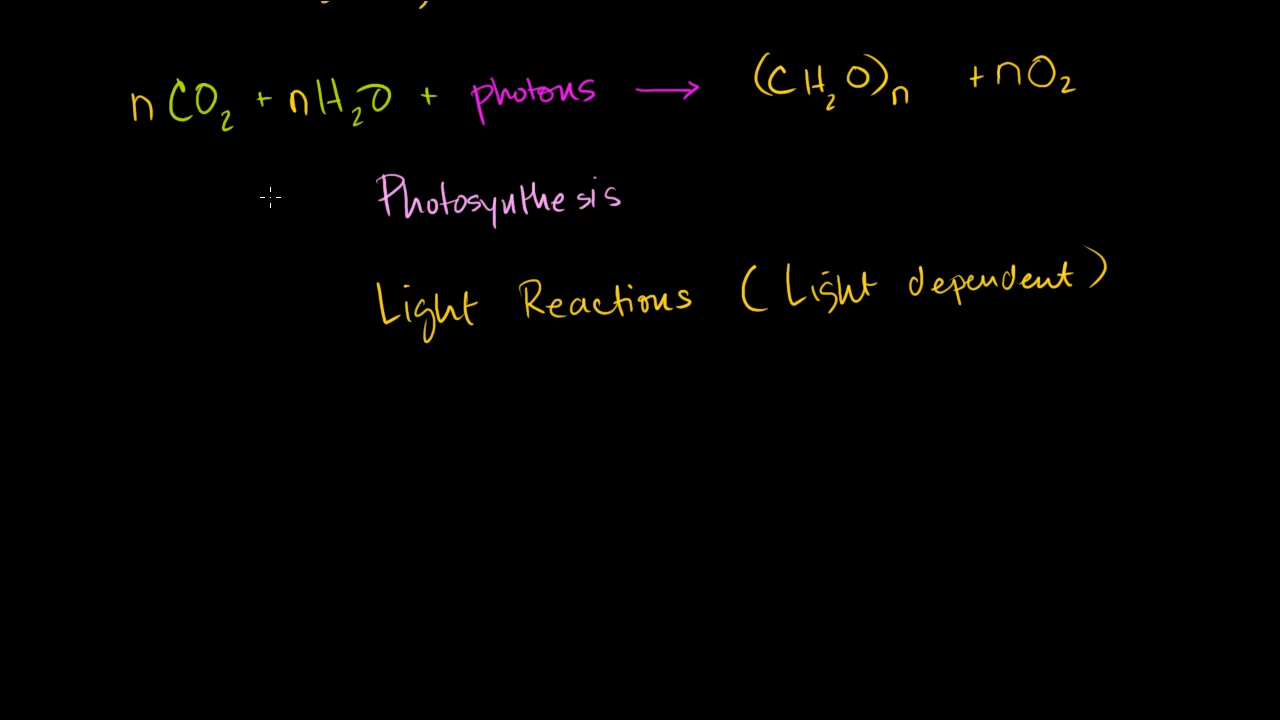 nCO₂ + nH₂O + photons → (CH₂O)ₙ + nO₂
Photosynthesis
Light Reactions (Light dependent)